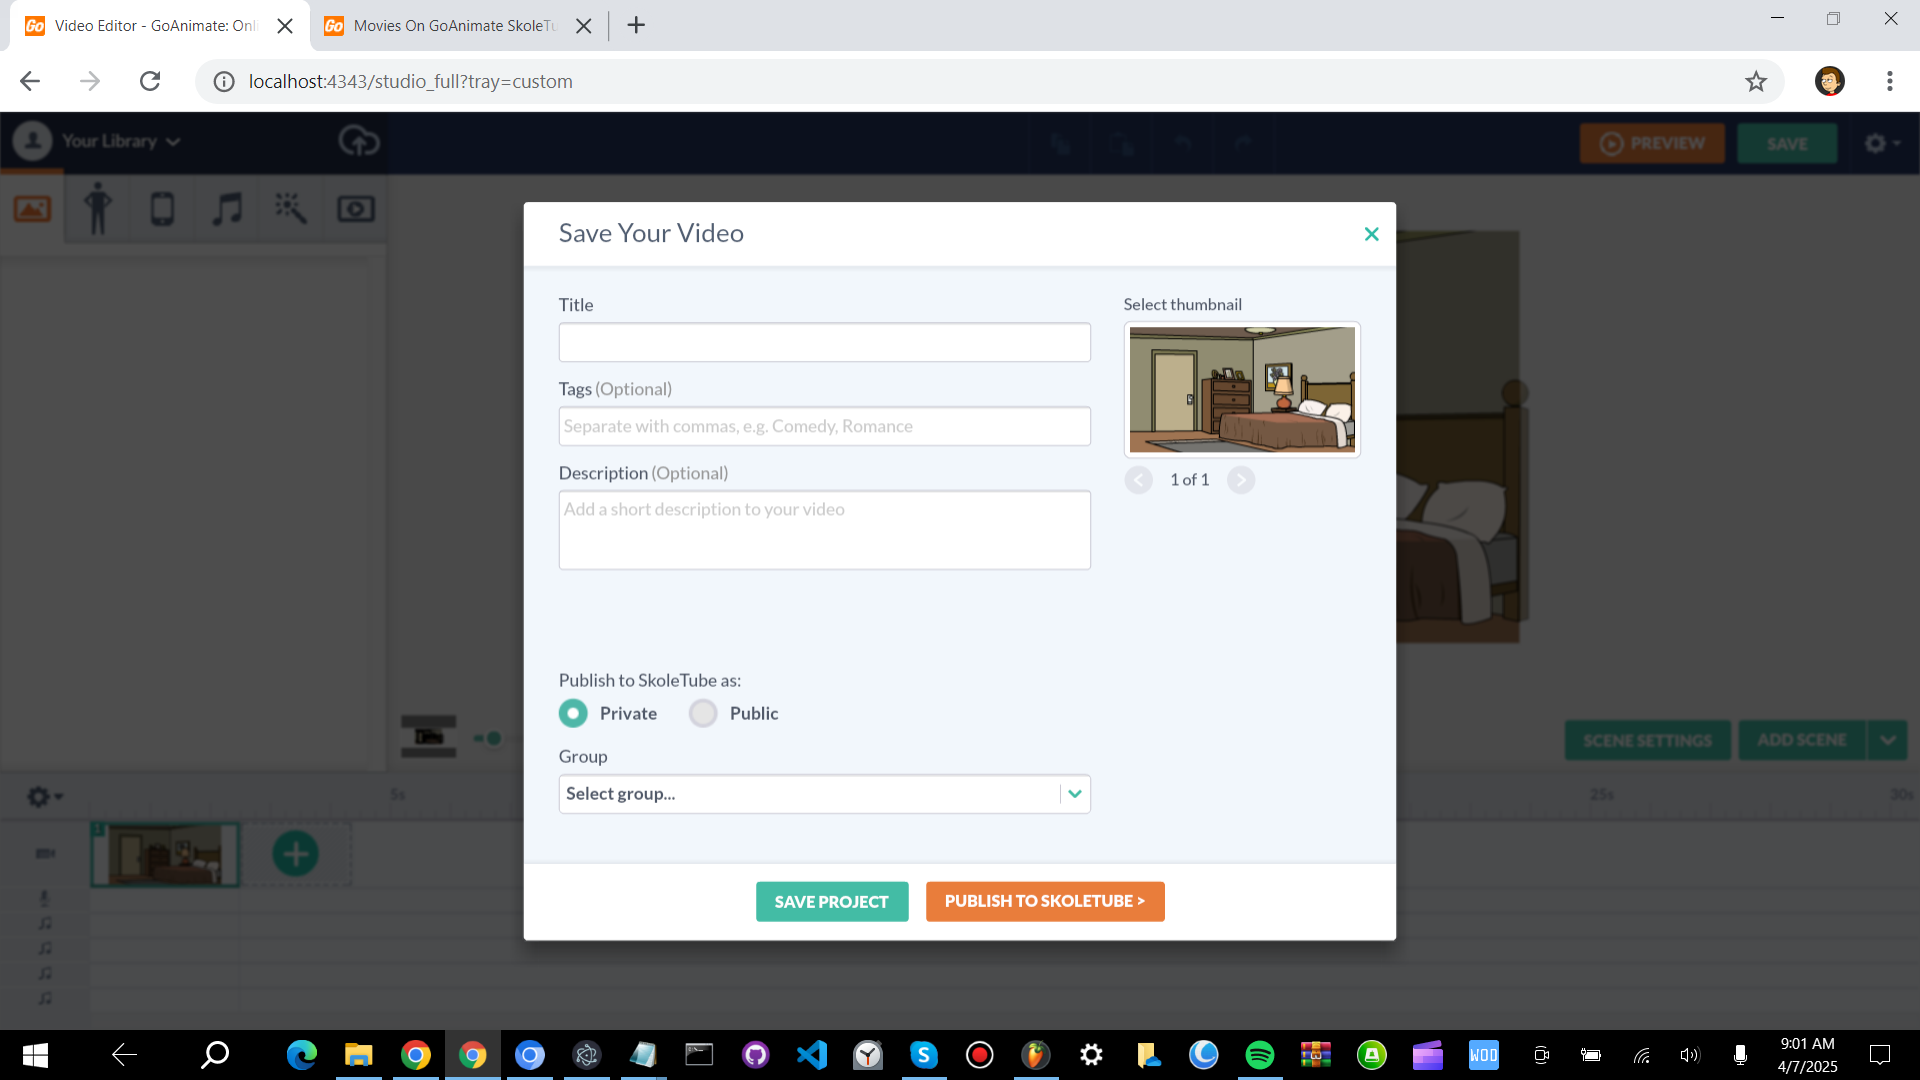 Video Editor - GoAnimate: Onl
Movies On GoAnimate SkoleTu
localhost:4343/studio_full?tray=custom
Your Library
PREVIEW
SAVE
Save Your Video
Title
Select thumbnail
Tags (Optional)
Separate with commas, e.g. Comedy, Romance
Description (Optional)
Add a short description to your video
1 of 1
Publish to SkoleTube as:
Private
Public
Group
Select group...
SCENE SETTINGS
ADD SCENE
5s
25s
30s
1
SAVE PROJECT
PUBLISH TO SKOLETUBE >
WOD
9:01 AM
4/7/2025